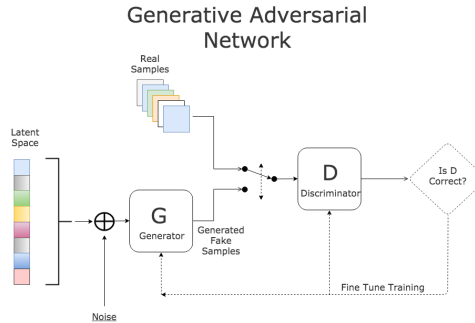 Generative Adversarial
Network
Real
Samples
Latent
Space
G
Generator
Generated
Fake
Samples
D
Discriminator
Is D
Correct?
Noise
Fine Tune Training